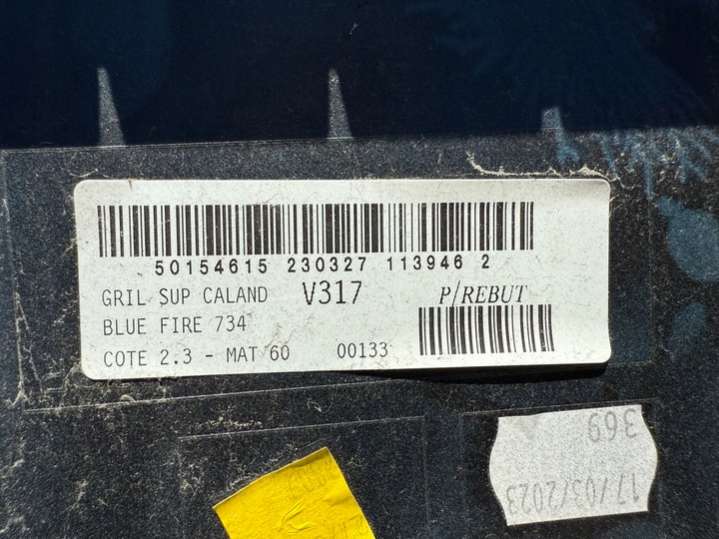 50154615 230327 113946 2
GRIL SUP CALAND V317 P/REBUT
BLUE FIRE 734
COTE 2.3 - MAT 60 00133
369
17/03/2023